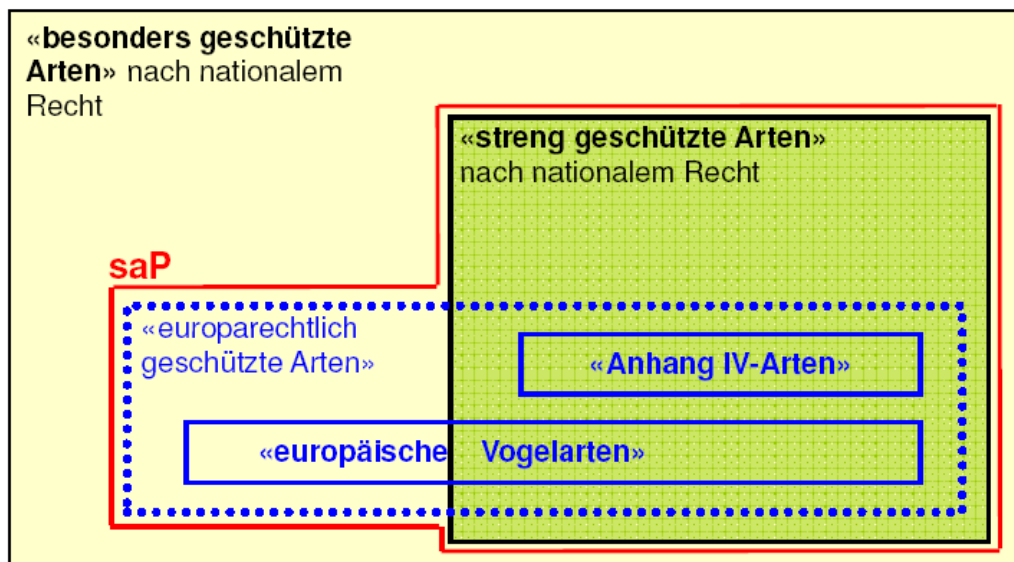 «besonders geschützte
Arten» nach nationalem
Recht
«streng geschützte Arten»
nach nationalem Recht
saP
«europarechtlich
geschützte Arten»
«Anhang IV-Arten»
«europäische Vogelarten»